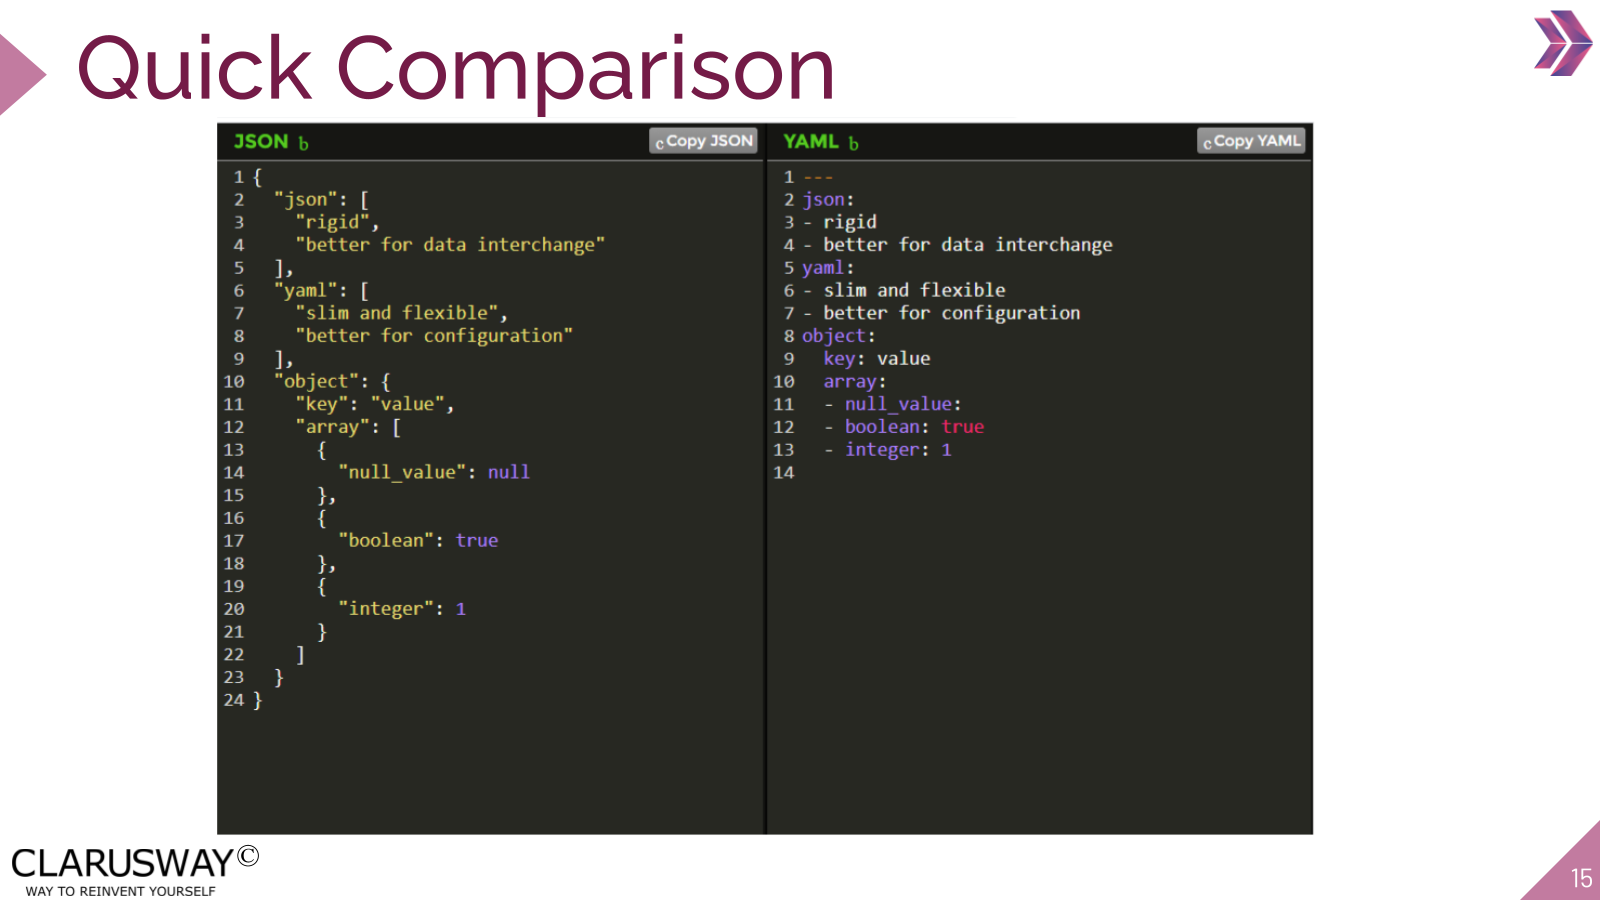 Quick Comparison
JSON b
c Copy JSON
1 {
2   "json": [
3     "rigid",
4     "better for data interchange"
5   ],
6   "yaml": [
7     "slim and flexible",
8     "better for configuration"
9   ],
10   "object": {
11     "key": "value",
12     "array": [
13       {
14         "null_value": null
15       },
16       {
17         "boolean": true
18       },
19       {
20         "integer": 1
21       }
22     ]
23   }
24 }
YAML b
c Copy YAML
1 ---
2 json:
3 - rigid
4 - better for data interchange
5 yaml:
6 - slim and flexible
7 - better for configuration
8 object:
9   key: value
10   array:
11   - null_value:
12   - boolean: true
13   - integer: 1
14
CLARUSWAY©
WAY TO REINVENT YOURSELF
15